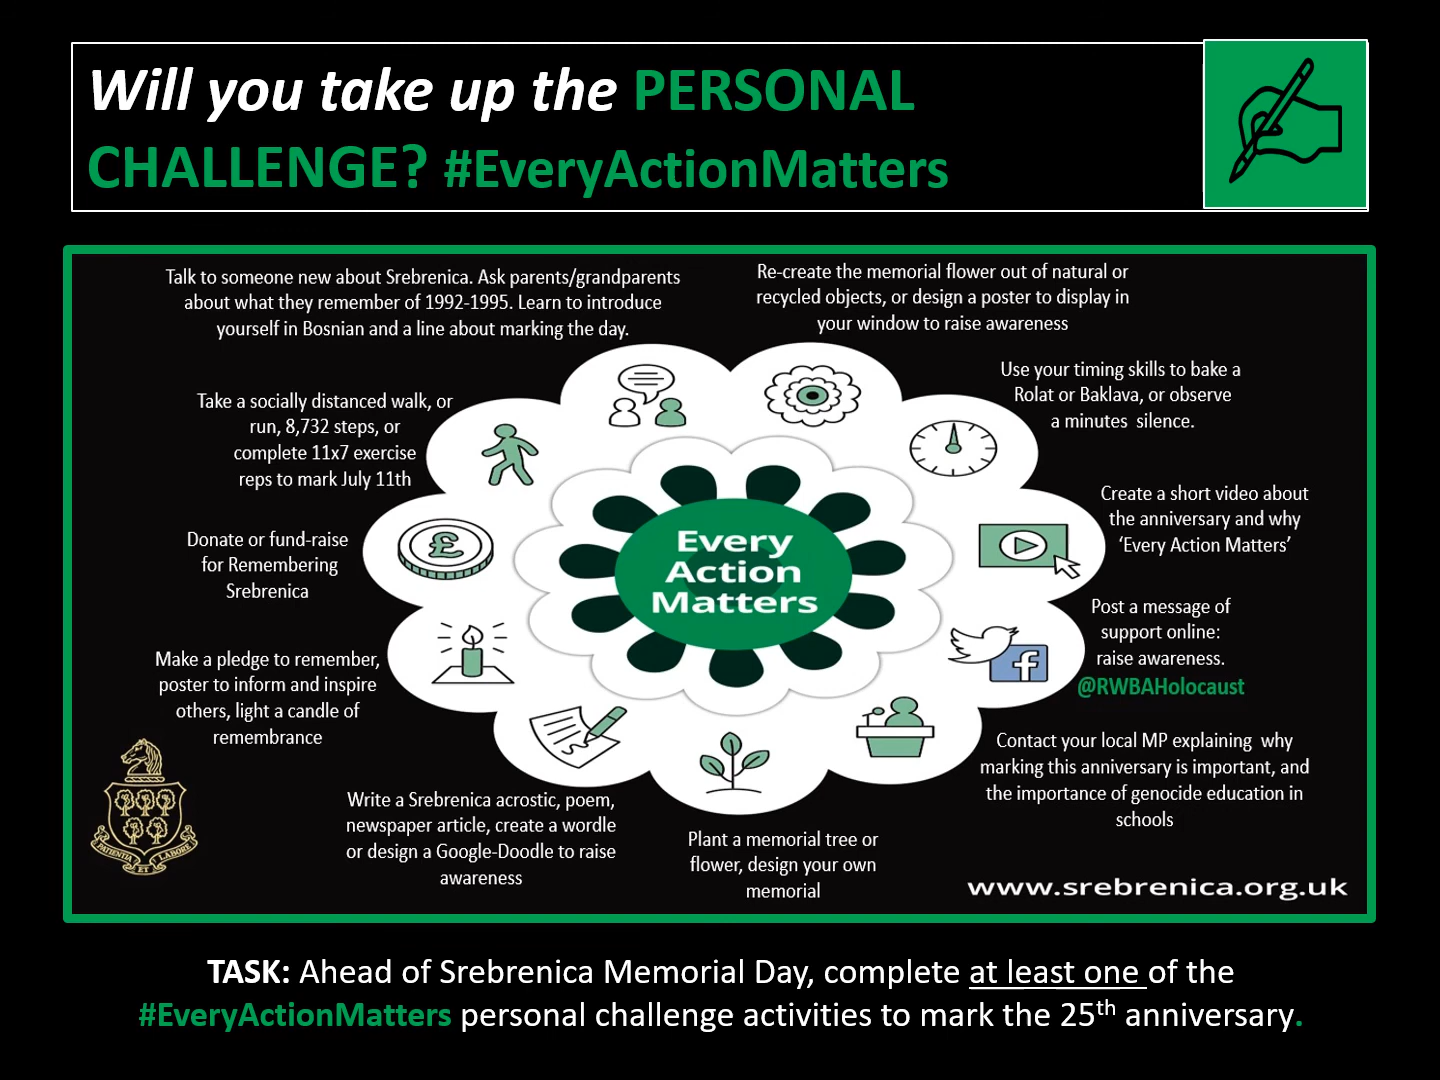 Will you take up the PERSONAL
CHALLENGE? #EveryActionMatters
Talk to someone new about Srebrenica. Ask parents/grandparents
about what they remember of 1992-1995. Learn to introduce
yourself in Bosnian and a line about marking the day.
Re-create the memorial flower out of natural or
recycled objects, or design a poster to display in
your window to raise awareness
Use your timing skills to bake a
Rolat or Baklava, or observe
a minutes silence.
Take a socially distanced walk, or
run, 8,732 steps, or
complete 11x7 exercise
reps to mark July 11th
Create a short video about
the anniversary and why
‘Every Action Matters’
Donate or fund-raise
for Remembering
Srebrenica
Every
Action
Matters
Post a message of
support online:
raise awareness.
@RWBAHolocaust
Make a pledge to remember,
poster to inform and inspire
others, light a candle of
remembrance
Contact your local MP explaining why
marking this anniversary is important, and
the importance of genocide education in
schools
Write a Srebrenica acrostic, poem,
newspaper article, create a wordle
or design a Google-Doodle to raise
awareness
Plant a memorial tree or
flower, design your own
memorial
PATIENTIA ET LABORE
www.srebrenica.org.uk
TASK: Ahead of Srebrenica Memorial Day, complete at least one of the
#EveryActionMatters personal challenge activities to mark the 25th anniversary.